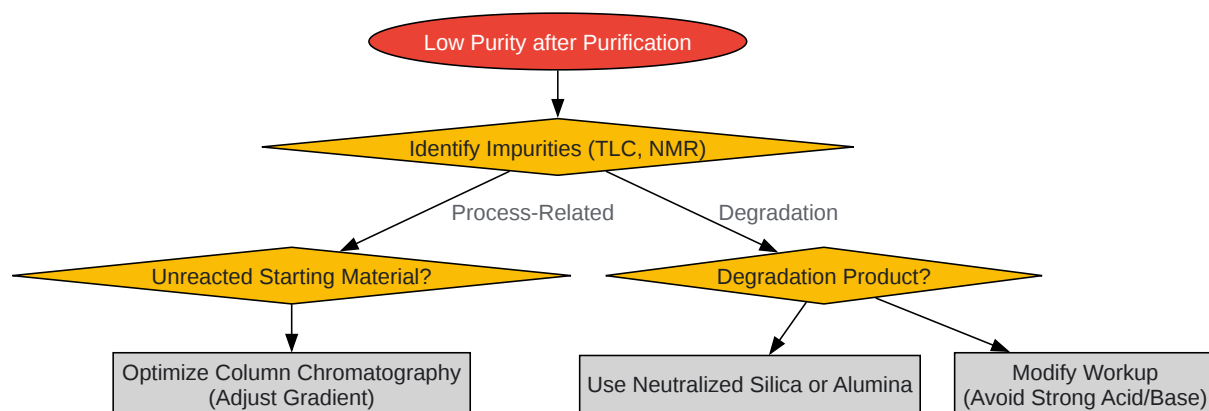 Low Purity after Purification
Identify Impurities (TLC, NMR)
Process-Related
Degradation
Unreacted Starting Material?
Degradation Product?
Optimize Column Chromatography
(Adjust Gradient)
Use Neutralized Silica or Alumina
Modify Workup
(Avoid Strong Acid/Base)